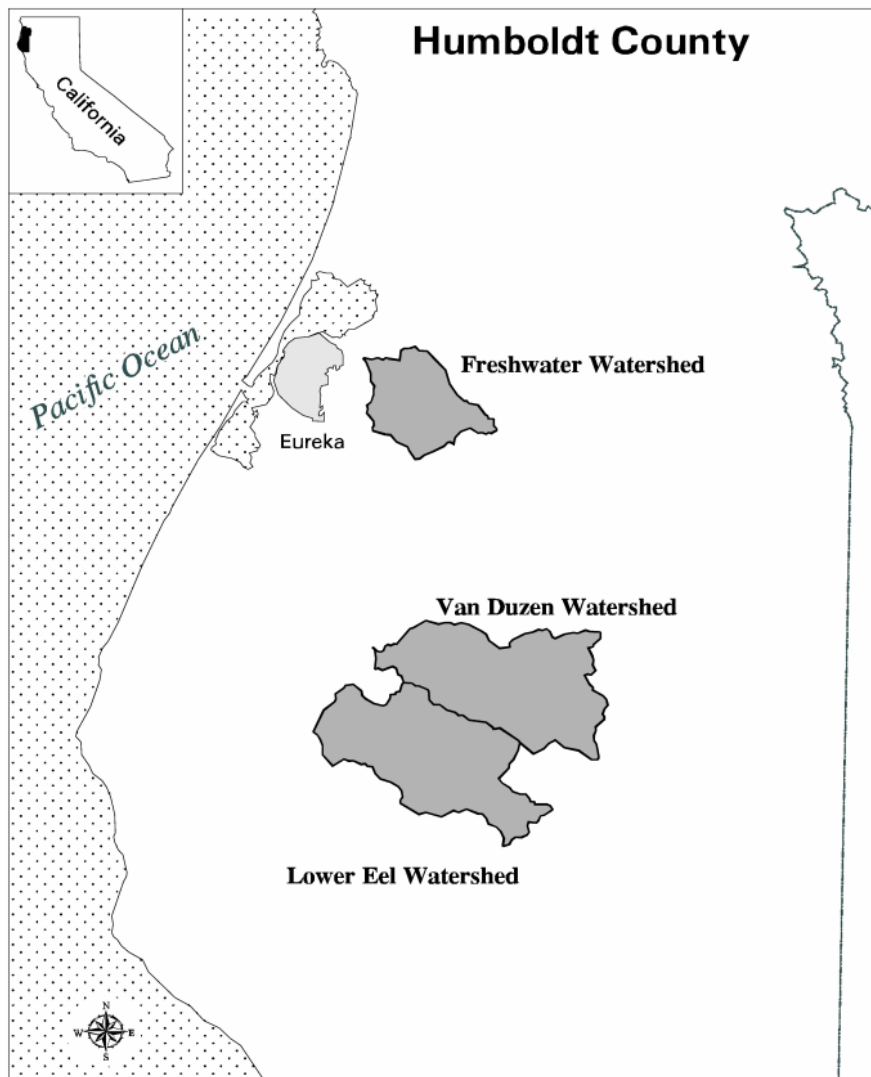 Humboldt County
California
Pacific Ocean
Freshwater Watershed
Eureka
Van Duzen Watershed
Lower Eel Watershed
N
W E
S